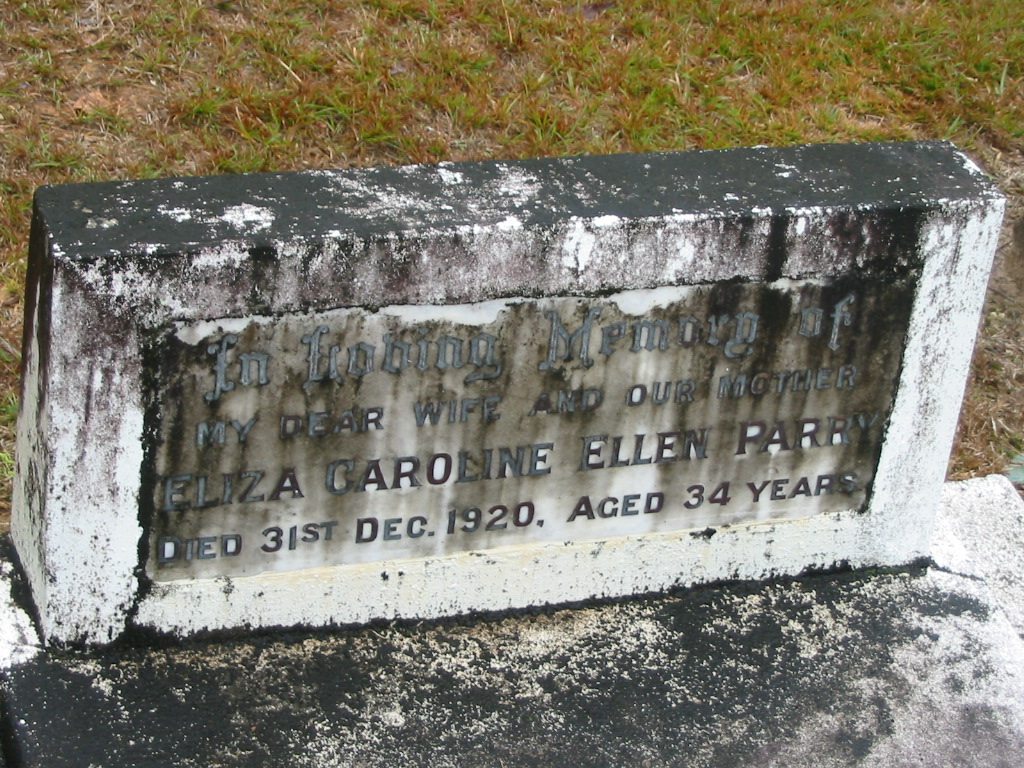 In Loving Memory of
MY DEAR WIFE AND OUR MOTHER
ELIZA CAROLINE ELLEN PARRY
DIED 31ST DEC. 1920, AGED 34 YEARS.